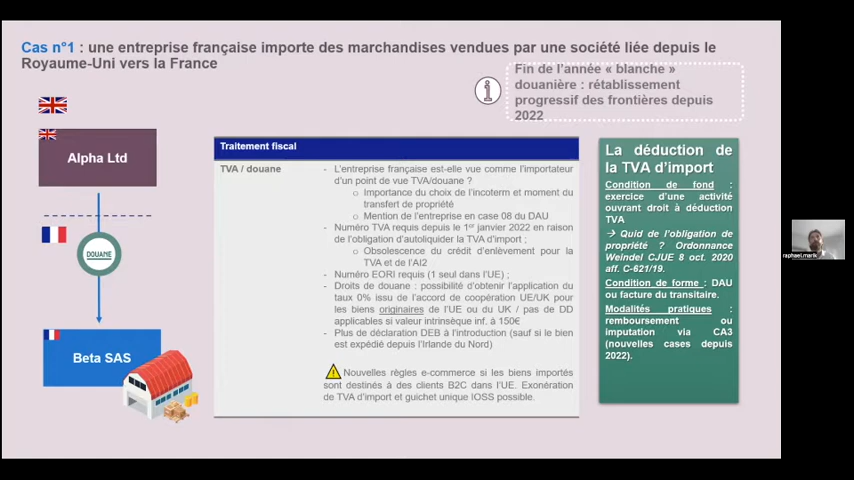 Cas n°1 : une entreprise française importe des marchandises vendues par une société liée depuis le
Royaume-Uni vers la France
Fin de l'année « blanche »
douanière : rétablissement
progressif des frontières depuis
2022
Alpha Ltd
DOUANE
Beta SAS
Traitement fiscal
TVA / douane
- L'entreprise française est-elle vue comme l'importateur
d'un point de vue TVA/douane ?
o Importance du choix de l'incoterm et moment du
transfert de propriété
o Mention de l'entreprise en case 08 du DAU
- Numéro TVA requis depuis le 1er janvier 2022 en raison
de l'obligation d'autoliquider la TVA d'import ;
o Obsolescence du crédit d'enlèvement pour la
TVA et de l'AI2
- Numéro EORI requis (1 seul dans l'UE) ;
- Droits de douane : possibilité d'obtenir l'application du
taux 0% issu de l'accord de coopération UE/UK pour
les biens originaires de l'UE ou du UK / pas de DD
applicables si valeur intrinsèque inf. à 150€
- Plus de déclaration DEB à l'introduction (sauf si le bien
est expédié depuis l'Irlande du Nord)
Nouvelles règles e-commerce si les biens importés
sont destinés à des clients B2C dans l'UE. Exonération
de TVA d'import et guichet unique IOSS possible.
La déduction de
la TVA d'import
Condition de fond :
exercice d'une activité
ouvrant droit à déduction
TVA
→ Quid de l'obligation de
propriété ? Ordonnance
Weindel CJUE 8 oct. 2020
aff. C-621/19.
Condition de forme : DAU
ou facture du transitaire.
Modalités pratiques :
remboursement ou
imputation via CA3
(nouvelles cases depuis
2022).
raphael.marik